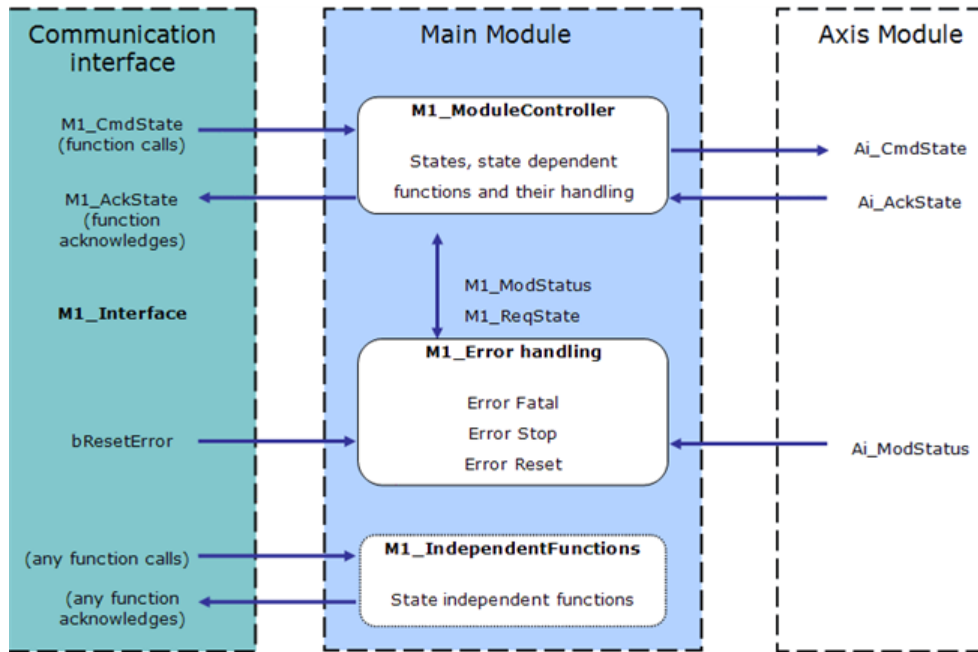 Communication
interface
M1_CmdState
(function calls)
M1_AckState
(function
acknowledges)
M1_Interface
bResetError
(any function calls)
(any function
acknowledges)
Main Module
M1_ModuleController
States, state dependent
functions and their handling
M1_ModStatus
M1_ReqState
M1_Error handling
Error Fatal
Error Stop
Error Reset
M1_IndependentFunctions
State independent functions
Axis Module
Ai_CmdState
Ai_AckState
Ai_ModStatus